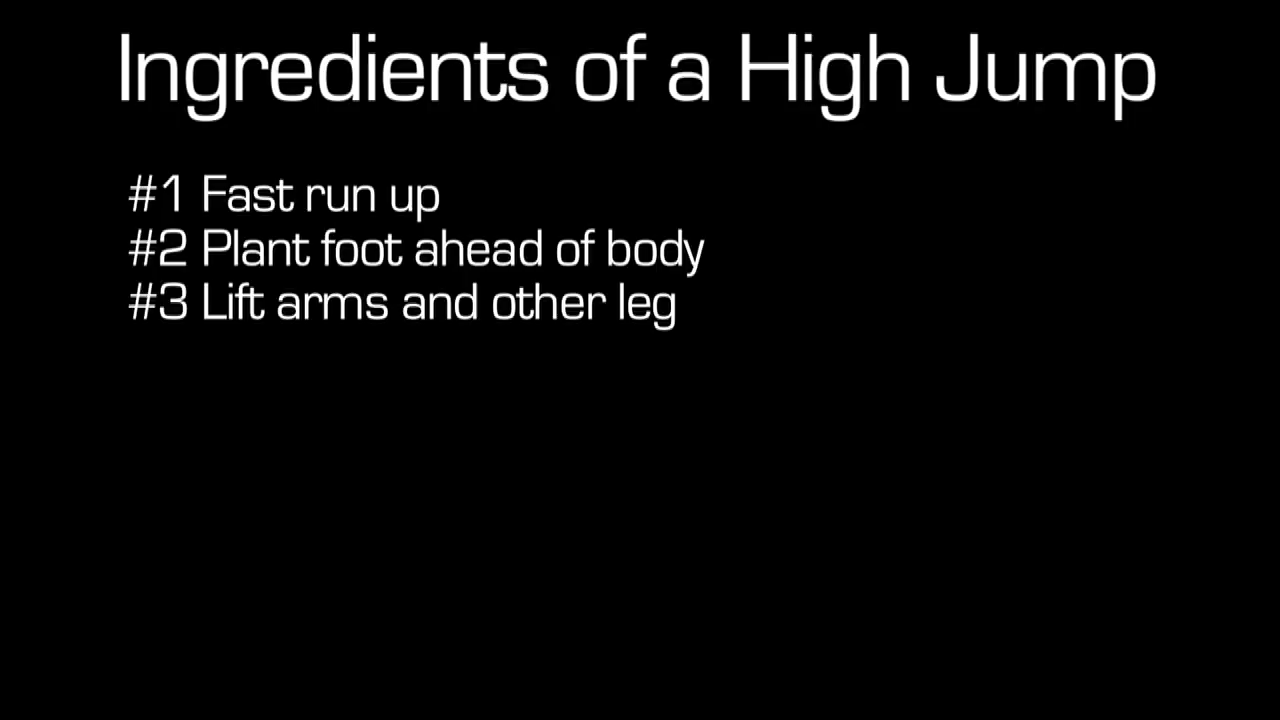 Ingredients of a High Jump
#1 Fast run up
#2 Plant foot ahead of body
#3 Lift arms and other leg